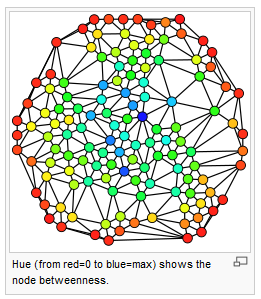 Hue (from red=0 to blue=max) shows the
node betweenness.